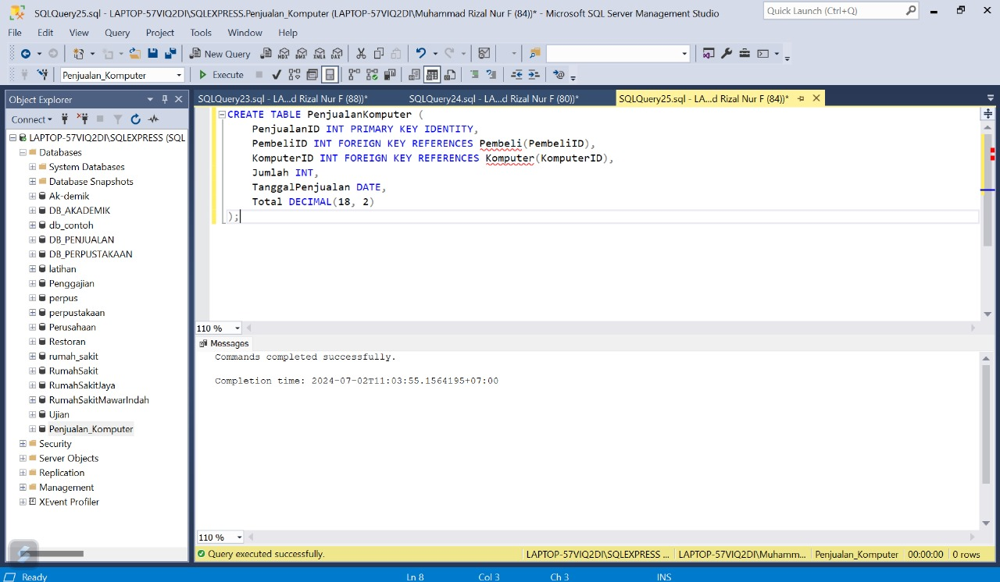 SQLQuery25.sql - LAPTOP-57VIQ2DI\SQLEXPRESS.Penjualan_Komputer (LAPTOP-57VIQ2DI\Muhammad Rizal Nur F (84))* - Microsoft SQL Server Management Studio
Quick Launch (Ctrl+Q)
File Edit View Query Project Tools Window Help
New Query
MDX DMX XMLA DAX
Penjualan_Komputer
Execute
Object Explorer
Connect
LAPTOP-57VIQ2DI\SQLEXPRESS (SQL
Databases
System Databases
Database Snapshots
Ak-demik
DB_AKADEMIK
db_contoh
DB_PENJUALAN
DB_PERPUSTAKAAN
latihan
Penggajian
perpus
perpustakaan
Perusahaan
Restoran
rumah_sakit
RumahSakit
RumahSakitJaya
RumahSakitMawarIndah
Ujian
Penjualan_Komputer
Security
Server Objects
Replication
Management
XEvent Profiler
SQLQuery23.sql - LA...d Rizal Nur F (88))*
SQLQuery24.sql - LA...d Rizal Nur F (80))*
SQLQuery25.sql - LA...d Rizal Nur F (84))*
CREATE TABLE PenjualanKomputer (
PenjualanID INT PRIMARY KEY IDENTITY,
PembeliID INT FOREIGN KEY REFERENCES Pembeli(PembeliID),
KomputerID INT FOREIGN KEY REFERENCES Komputer(KomputerID),
Jumlah INT,
TanggalPenjualan DATE,
Total DECIMAL(18, 2)
);
110 %
Messages
Commands completed successfully.
Completion time: 2024-07-02T11:03:55.1564195+07:00
110 %
Query executed successfully.
LAPTOP-57VIQ2DI\SQLEXPRESS ... LAPTOP-57VIQ2DI\Muhamm... Penjualan_Komputer 00:00:00 0 rows
Ready Ln 8 Col 3 Ch 3 INS